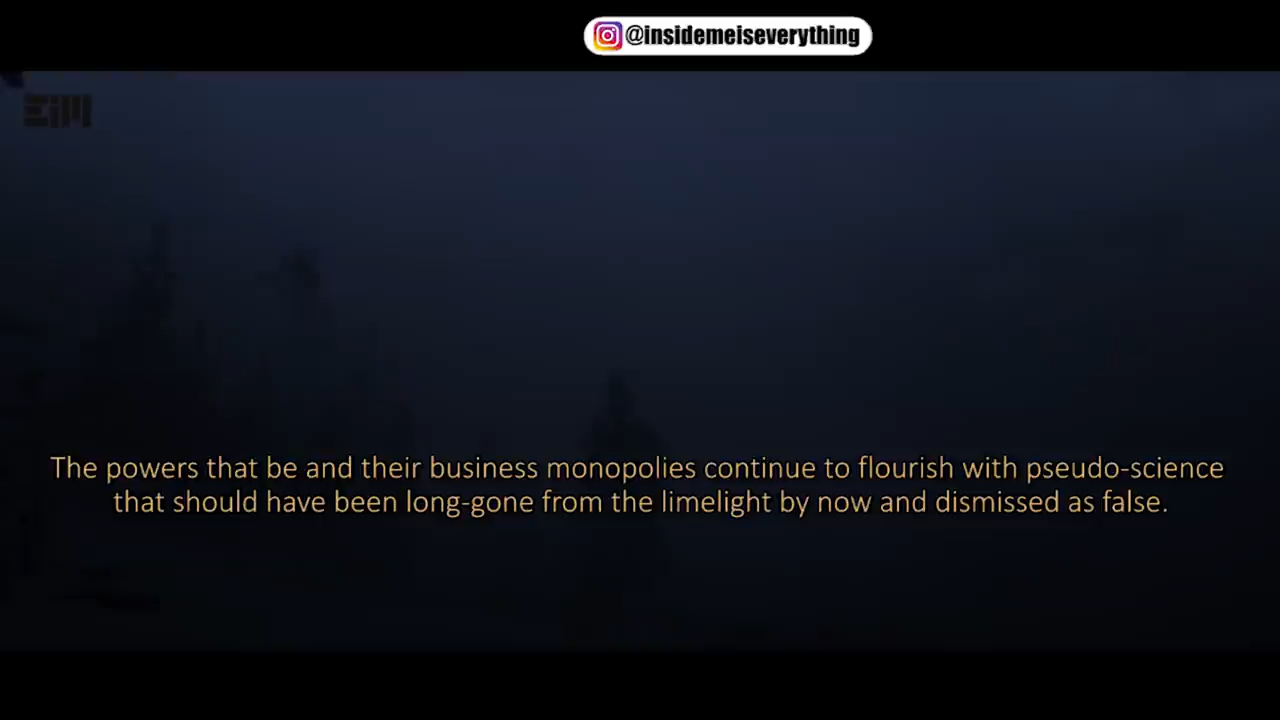 @insidemeiseverything
EiM
The powers that be and their business monopolies continue to flourish with pseudo-science
that should have been long-gone from the limelight by now and dismissed as false.